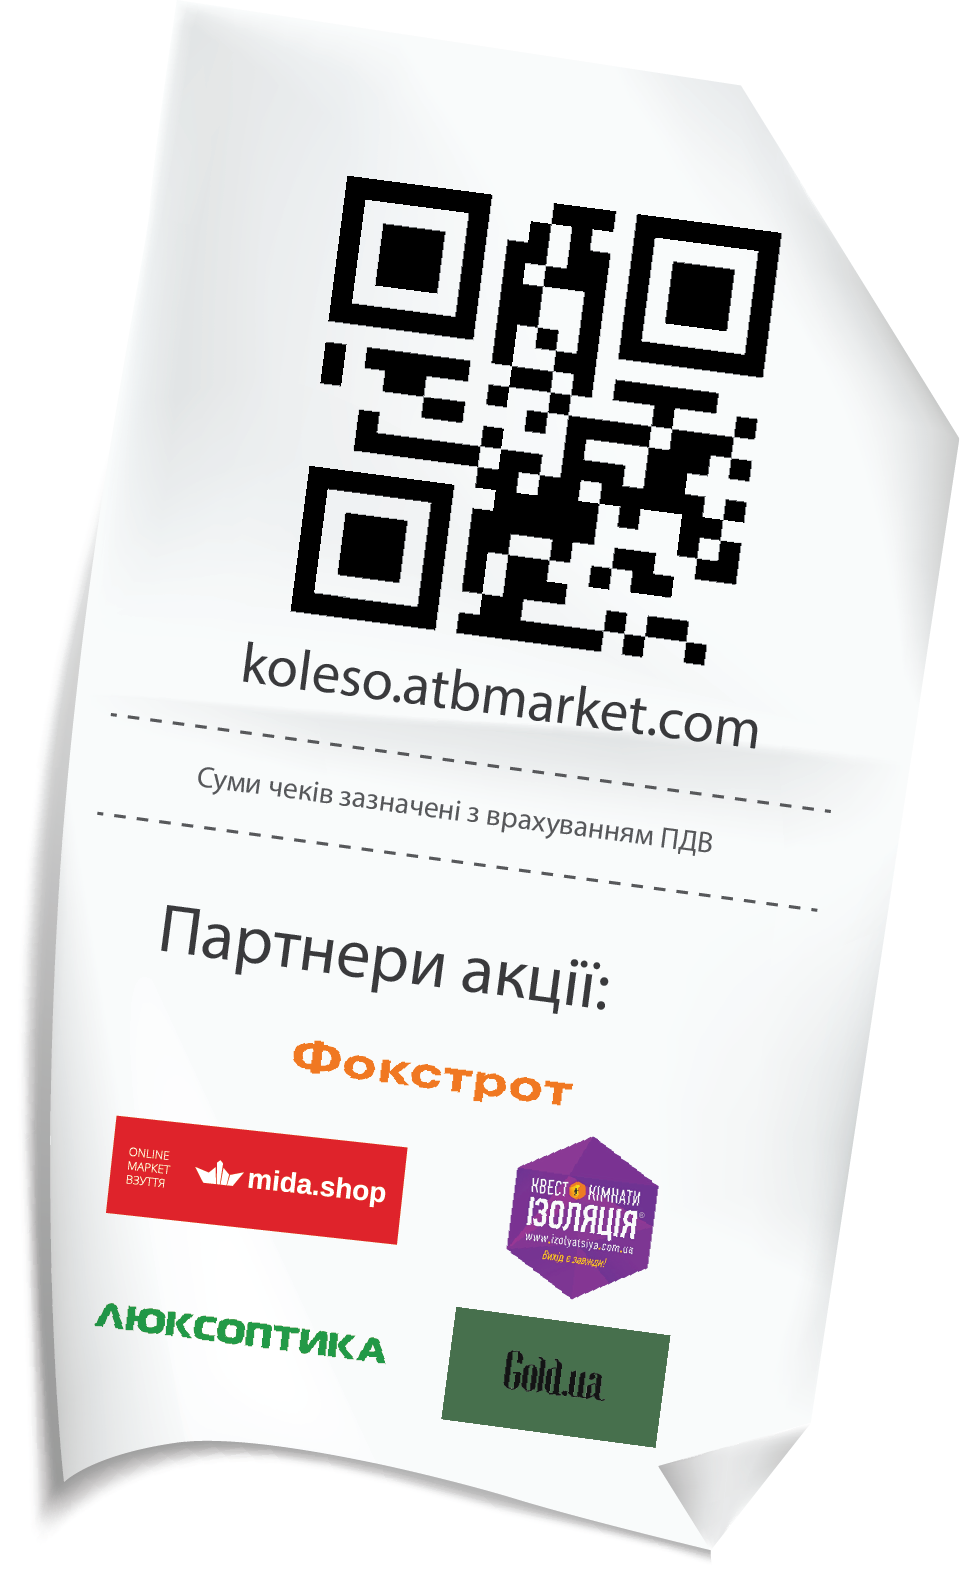 koleso.atbmarket.com
Суми чеків зазначені з врахуванням ПДВ
Партнери акції:
Фокстрот
ONLINE
МАРКЕТ
ВЗУТТЯ
mida.shop
КВЕСТ КІМНАТИ
ІЗОЛЯЦІЯ®
www.izolyatsiya.com.ua
Вихід є завжди!
ЛЮКСОПТИКА
Gold.ua